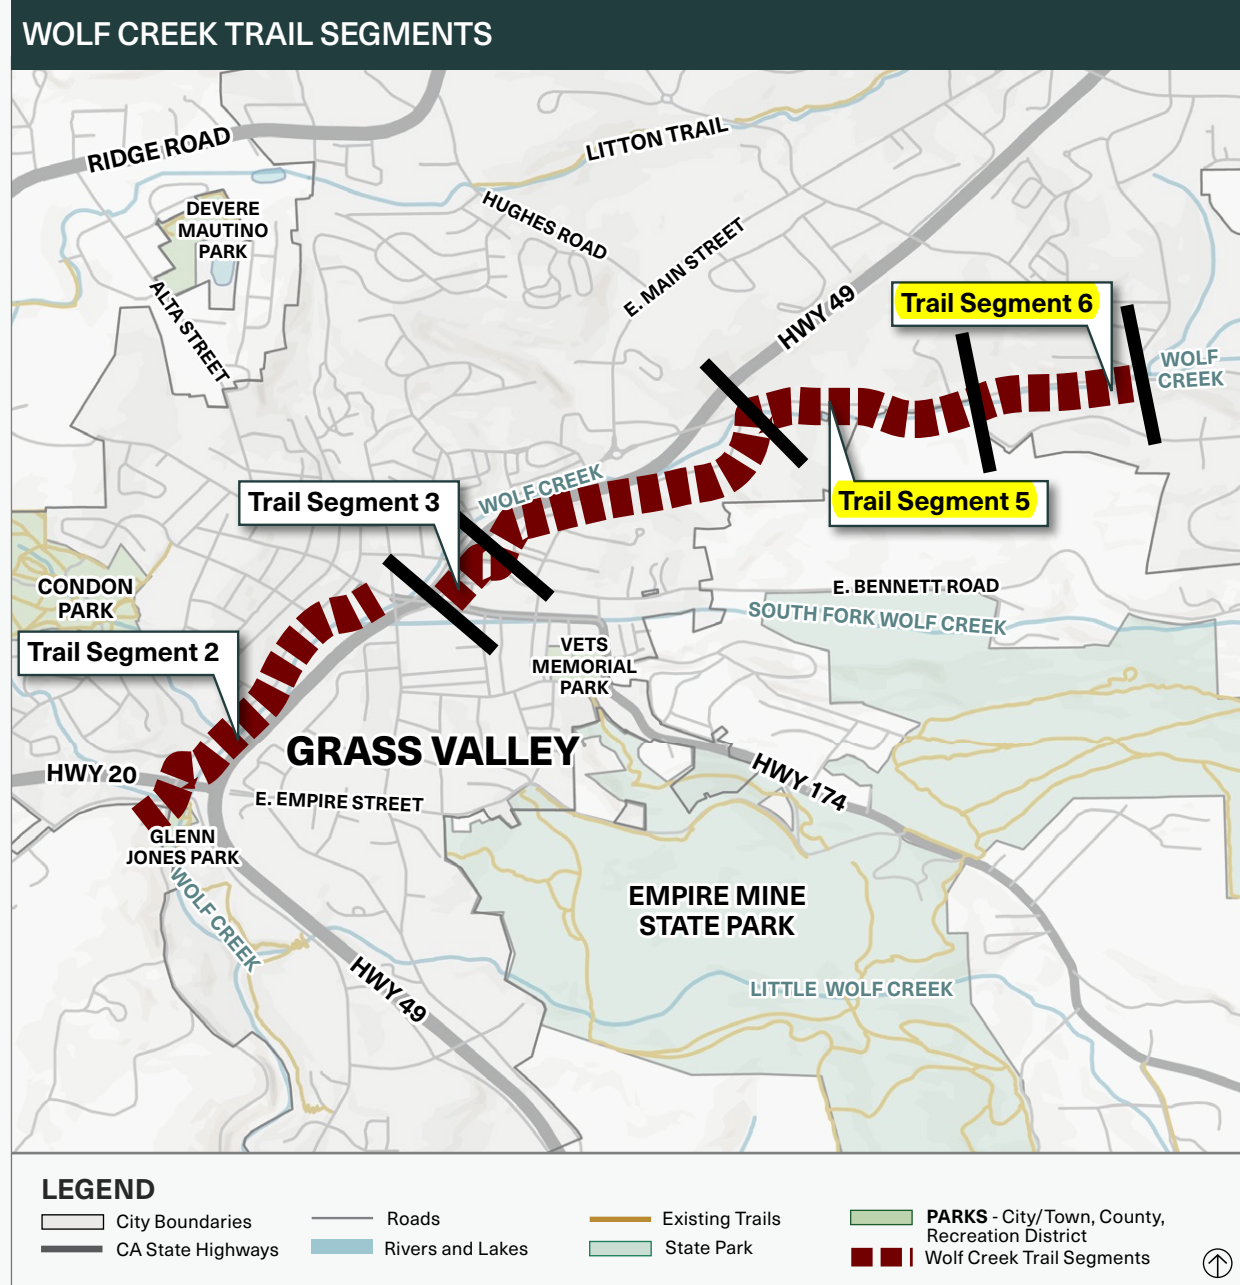 WOLF CREEK TRAIL SEGMENTS
RIDGE ROAD
LITTON TRAIL
DEVERE
MAUTINO
PARK
HUGHES ROAD
E. MAIN STREET
ALTA STREET
HWY 49
Trail Segment 6
WOLF
CREEK
WOLF CREEK
Trail Segment 3
Trail Segment 5
CONDON
PARK
E. BENNETT ROAD
SOUTH FORK WOLF CREEK
Trail Segment 2
VETS
MEMORIAL
PARK
GRASS VALLEY
HWY 20
HWY 174
E. EMPIRE STREET
GLENN
JONES PARK
WOLF CREEK
EMPIRE MINE
STATE PARK
HWY 49
LITTLE WOLF CREEK
LEGEND
City Boundaries
CA State Highways
Roads
Rivers and Lakes
Existing Trails
State Park
PARKS - City/Town, County,
Recreation District
Wolf Creek Trail Segments